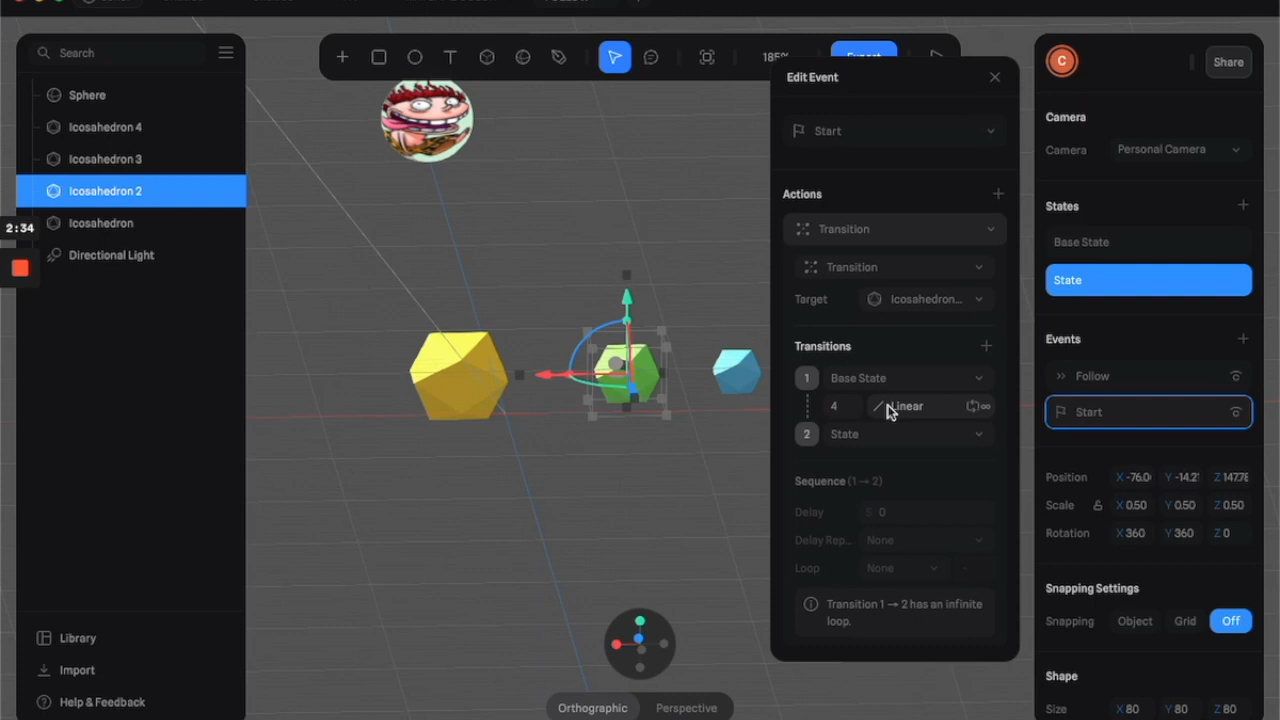 Search
Sphere
Icosahedron 4
Icosahedron 3
Icosahedron 2
2:34
Icosahedron
Directional Light
Library
Import
Help & Feedback
T
185%
Export
Edit Event
Start
Actions
Transition
Transition
Target
Icosahedron...
Transitions
1
Base State
4
Linear
2
State
Sequence (1 → 2)
Delay
S 0
Delay Rep...
None
Loop
None
-
Transition 1 → 2 has an infinite
loop.
Orthographic
Perspective
C
Share
Camera
Camera
Personal Camera
States
Base State
State
Events
Follow
Start
Position X -76.0 Y -14.2 Z 147.78
Scale X 0.50 Y 0.50 Z 0.50
Rotation X 360 Y 360 Z 0
Snapping Settings
Snapping Object Grid Off
Shape
Size X 80 Y 80 Z 80